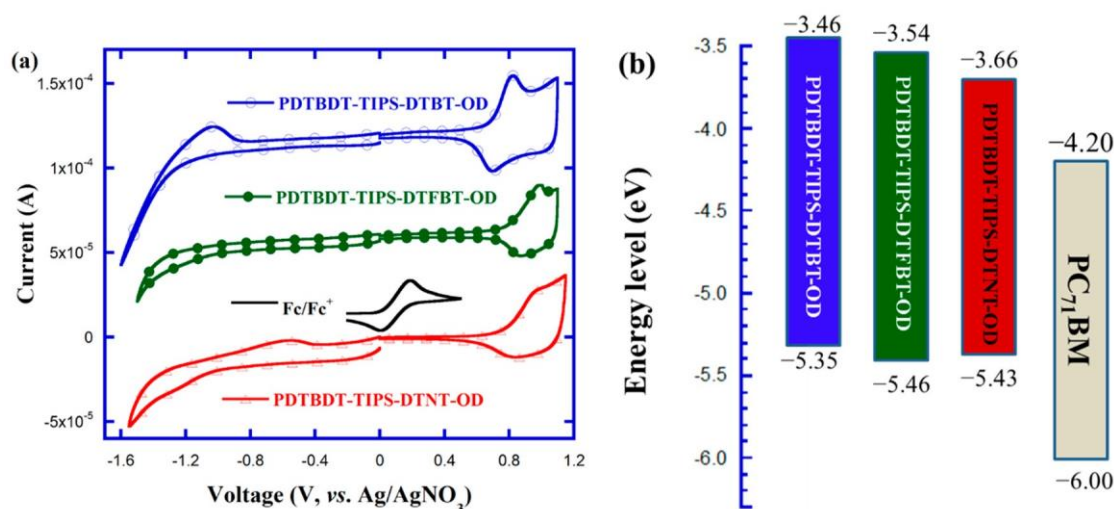 (a)
1.5x10⁻⁴
1x10⁻⁴
5x10⁻⁵
0
-5x10⁻⁵
Current (A)
PDTBDT-TIPS-DTBT-OD
PDTBDT-TIPS-DTFBT-OD
Fc/Fc⁺
PDTBDT-TIPS-DTNT-OD
-1.6 -1.2 -0.8 -0.4 0 0.4 0.8 1.2
Voltage (V, vs. Ag/AgNO₃)
(b)
-3.5
-4.0
-4.5
-5.0
-5.5
-6.0
Energy level (eV)
−3.46
PDTBDT-TIPS-DTBT-OD
−5.35
−3.54
PDTBDT-TIPS-DTFBT-OD
−5.46
−3.66
PDTBDT-TIPS-DTNT-OD
−5.43
−4.20
PC₇₁BM
−6.00